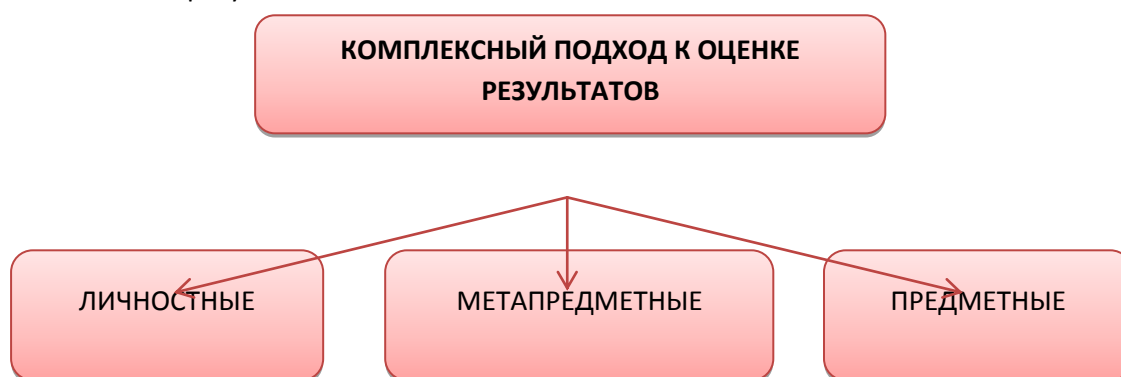 КОМПЛЕКСНЫЙ ПОДХОД К ОЦЕНКЕ
РЕЗУЛЬТАТОВ
ЛИЧНОСТНЫЕ
МЕТАПРЕДМЕТНЫЕ
ПРЕДМЕТНЫЕ